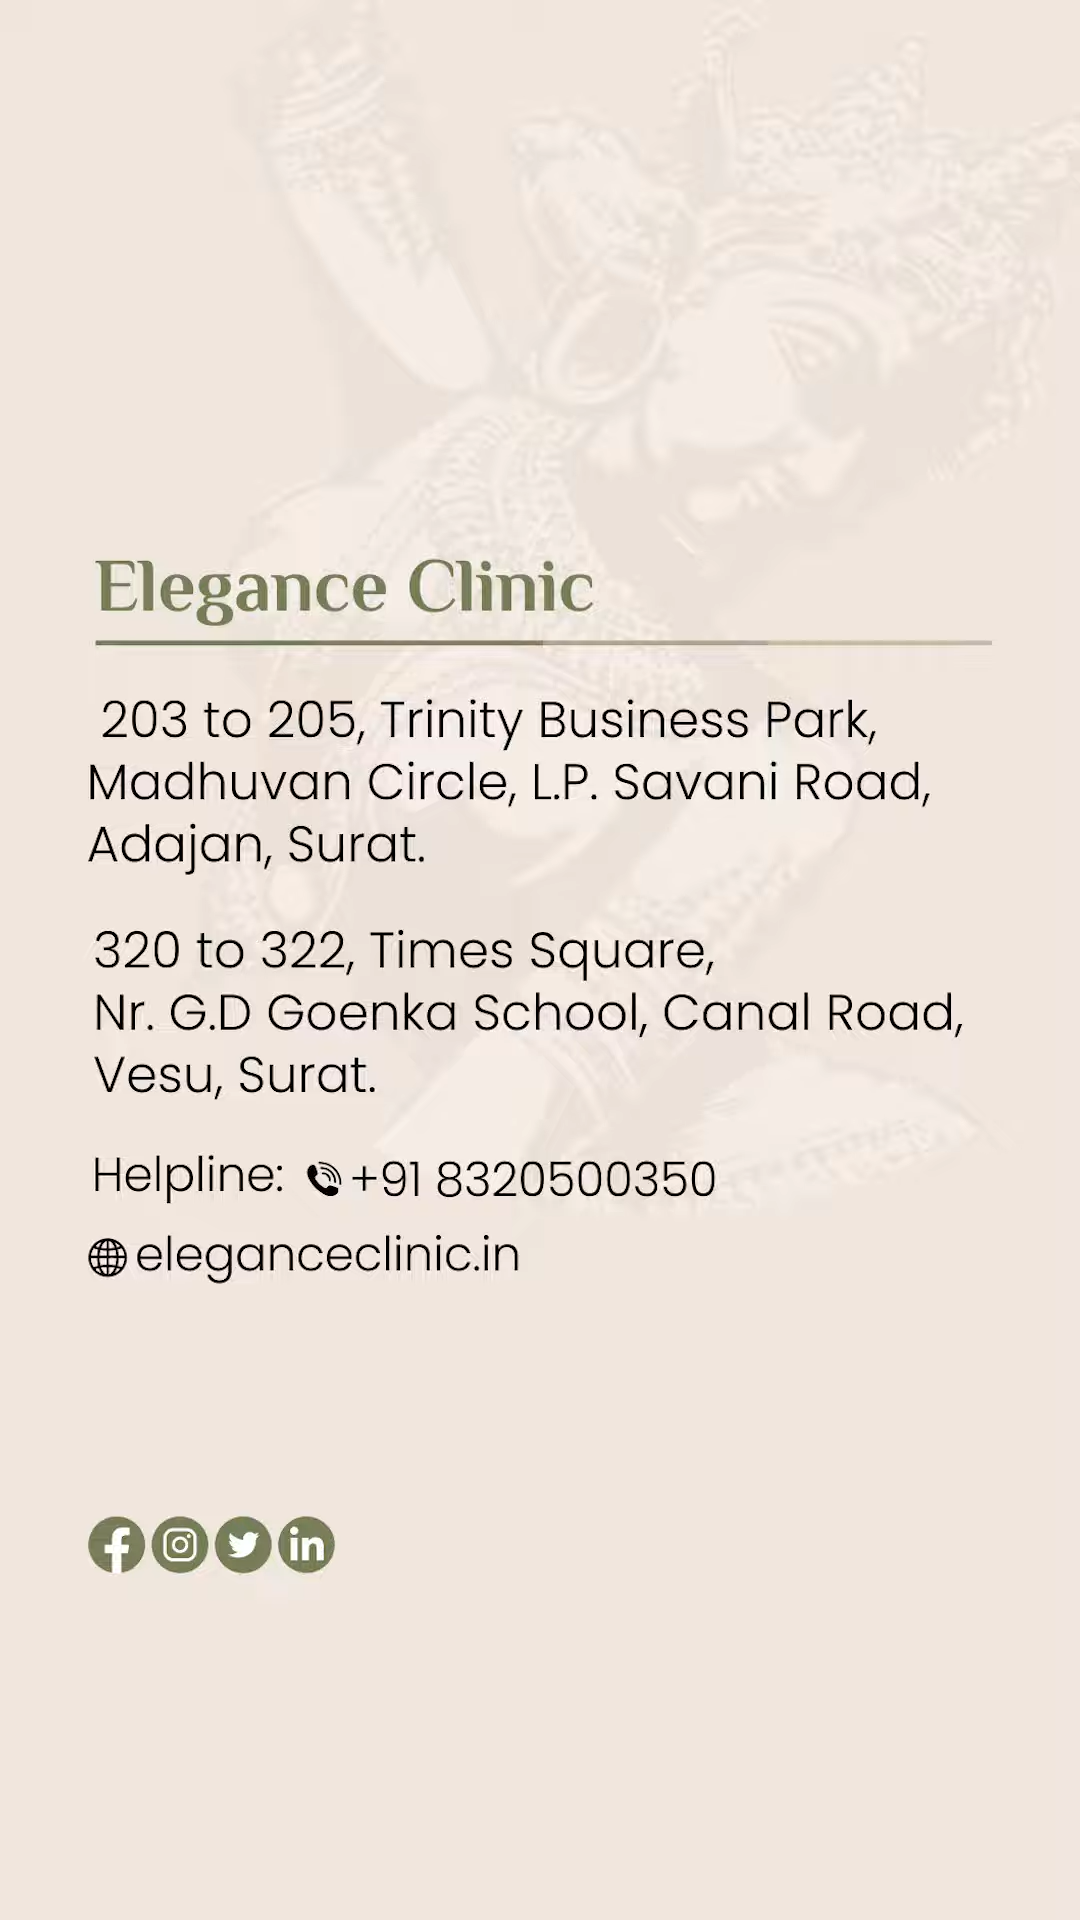 Elegance Clinic
203 to 205, Trinity Business Park,
Madhuvan Circle, L.P. Savani Road,
Adajan, Surat.
320 to 322, Times Square,
Nr. G.D Goenka School, Canal Road,
Vesu, Surat.
Helpline: +91 8320500350
eleganceclinic.in